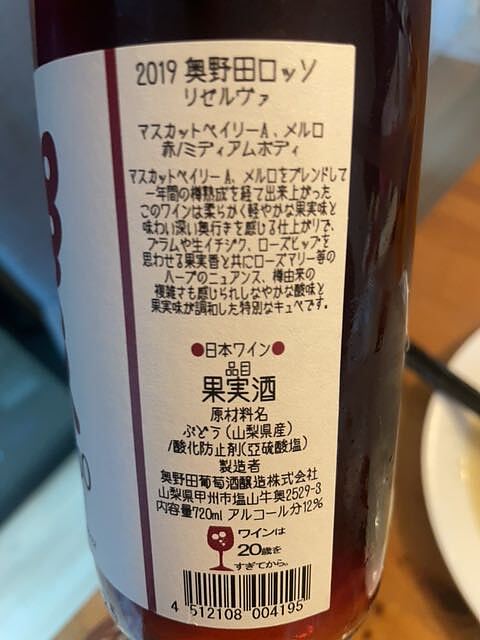 2019 奥野田ロッソ
リゼルヴァ
マスカットベイリーA、メルロ
赤/ミディアムボディ
マスカットベイリーA、メルロをブレンドして
一年間の樽熟成を経て出来上がった
このワインは柔らかく軽やかな果実味と
味わい深い奥行きを感じる仕上がりで、
プラムや生イチジク、ローズヒップを
思わせる果実香と共にローズマリー等の
ハーブのニュアンス、樽由来の
複雑さも感じられしなやかな酸味と
果実味が調和した特別なキュベです。
●日本ワイン●
品目
果実酒
原材料名
ぶどう(山梨県産)
/酸化防止剤(亞硫酸塩)
製造者
奥野田葡萄酒醸造株式会社
山梨県甲州市塩山牛奥2529-3
内容量720ml アルコール分12%
ワインは
20歳を
すぎてから。
4 512108 004195